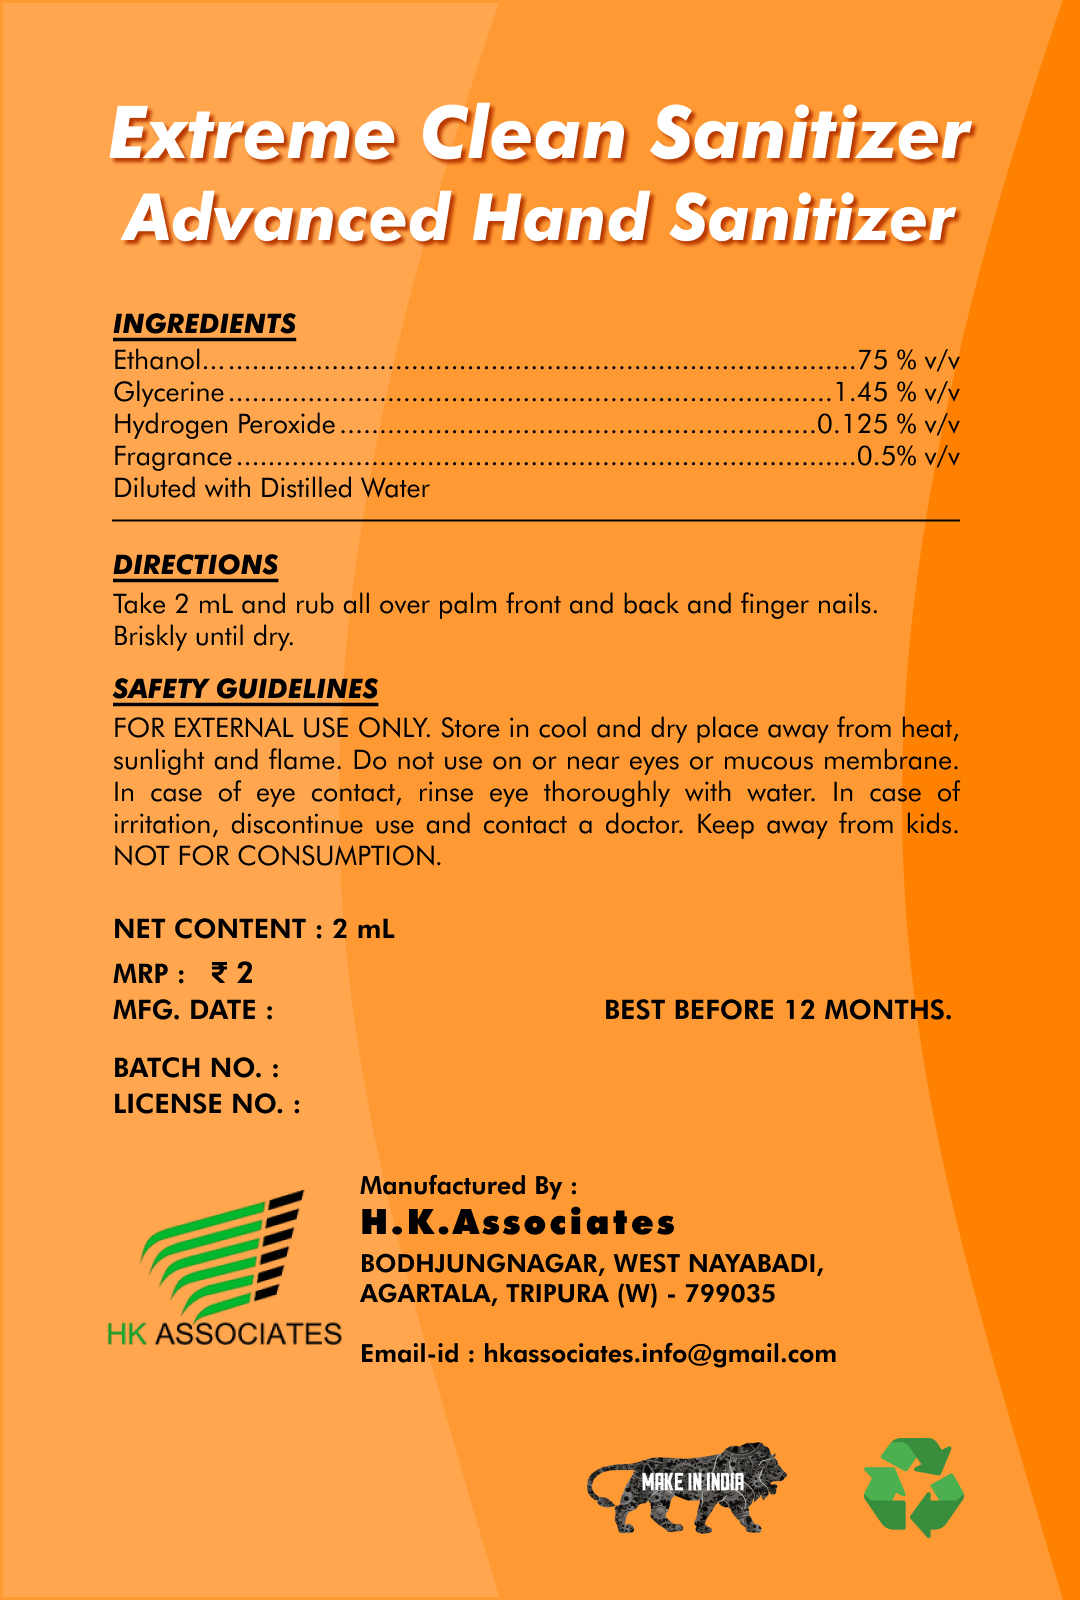 Extreme Clean Sanitizer
Advanced Hand Sanitizer
INGREDIENTS
Ethanol.................................................................................75 % v/v
Glycerine............................................................................1.45 % v/v
Hydrogen Peroxide............................................................0.125 % v/v
Fragrance..............................................................................0.5% v/v
Diluted with Distilled Water
DIRECTIONS
Take 2 mL and rub all over palm front and back and finger nails.
Briskly until dry.
SAFETY GUIDELINES
FOR EXTERNAL USE ONLY. Store in cool and dry place away from heat,
sunlight and flame. Do not use on or near eyes or mucous membrane.
In case of eye contact, rinse eye thoroughly with water. In case of
irritation, discontinue use and contact a doctor. Keep away from kids.
NOT FOR CONSUMPTION.
NET CONTENT : 2 mL
MRP : ₹ 2
MFG. DATE : BEST BEFORE 12 MONTHS.
BATCH NO. :
LICENSE NO. :
Manufactured By :
H.K.Associates
BODHJUNGNAGAR, WEST NAYABADI,
AGARTALA, TRIPURA (W) - 799035
HK ASSOCIATES
Email-id : hkassociates.info@gmail.com
MAKE IN INDIA